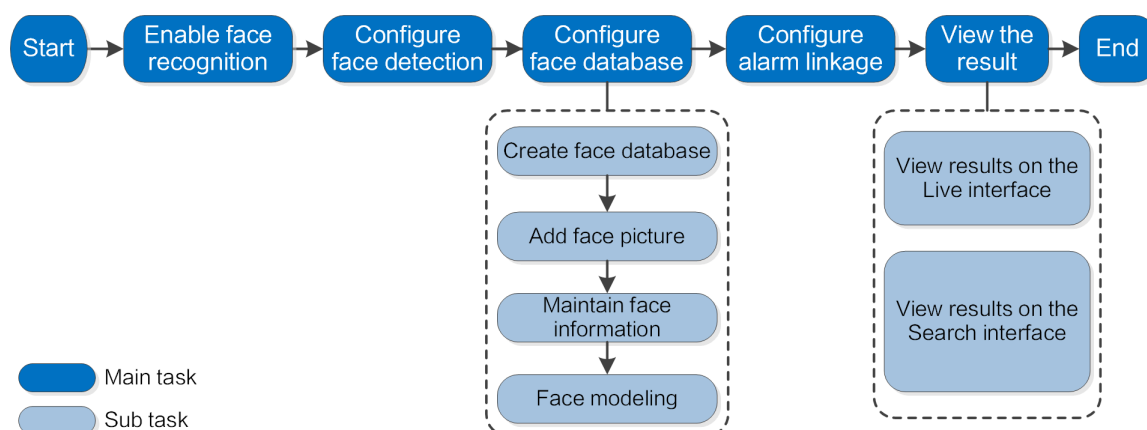 Start
Enable face
recognition
Configure
face detection
Configure
face database
Configure
alarm linkage
View the
result
End
Create face database
Add face picture
Maintain face
information
Face modeling
View results on the
Live interface
View results on the
Search interface
Main task
Sub task